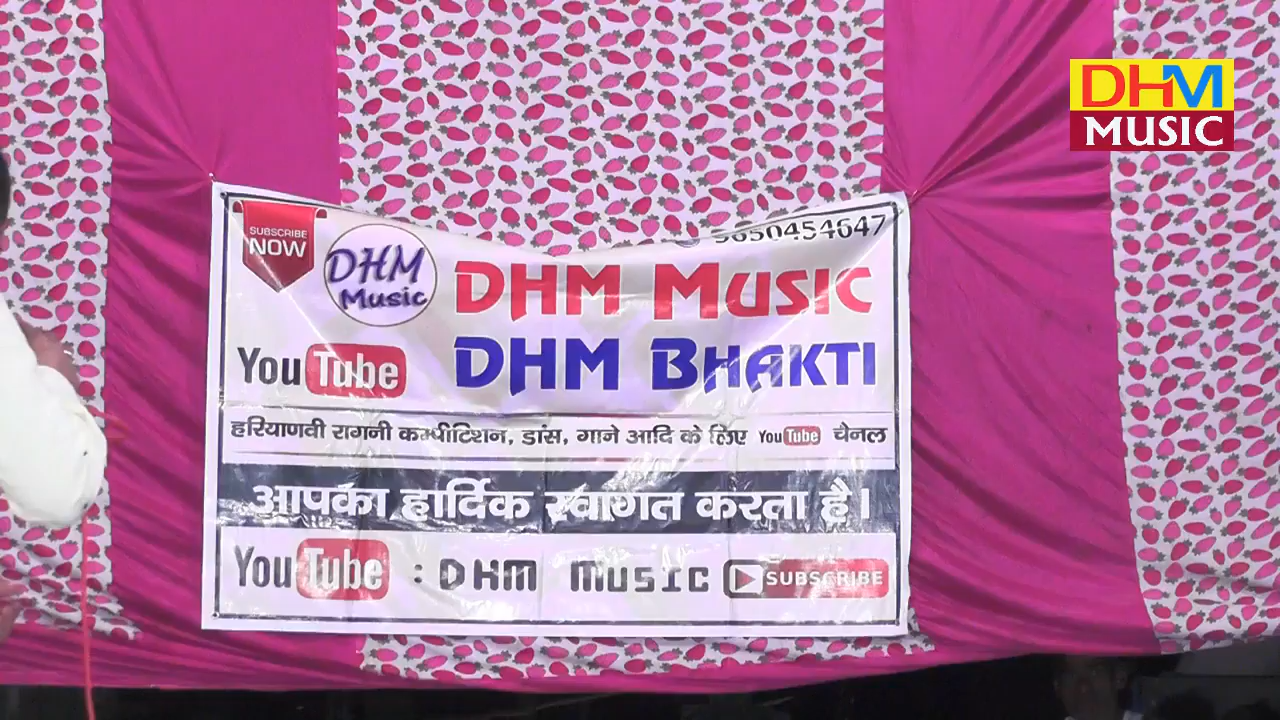 DHM
MUSIC
9650454647
SUBSCRIBE
NOW
DHM
Music
DHM MUSIC
YouTube
DHM BHAKTI
हरियाणवी रागनी कम्पीटिशन, डांस, गाने आदि के लिए YouTube चैनल
आपका हार्दिक स्वागत करता है।
YouTube : DHM MUSIC SUBSCRIBE